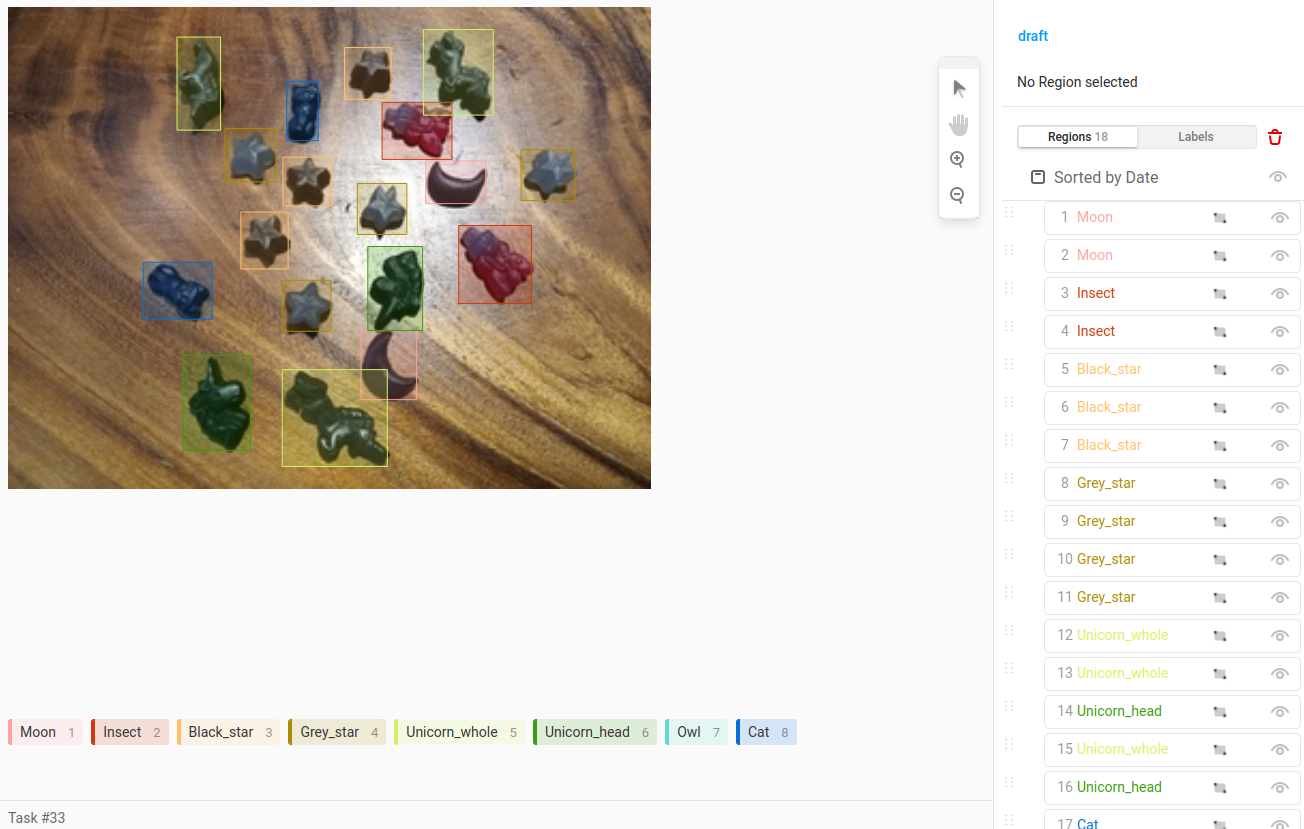 draft
No Region selected
Regions 18
Labels
Sorted by Date
1 Moon
2 Moon
3 Insect
4 Insect
5 Black_star
6 Black_star
7 Black_star
8 Grey_star
9 Grey_star
10 Grey_star
11 Grey_star
12 Unicorn_whole
13 Unicorn_whole
14 Unicorn_head
15 Unicorn_whole
16 Unicorn_head
17 Cat
Moon 1
Insect 2
Black_star 3
Grey_star 4
Unicorn_whole 5
Unicorn_head 6
Owl 7
Cat 8
Task #33